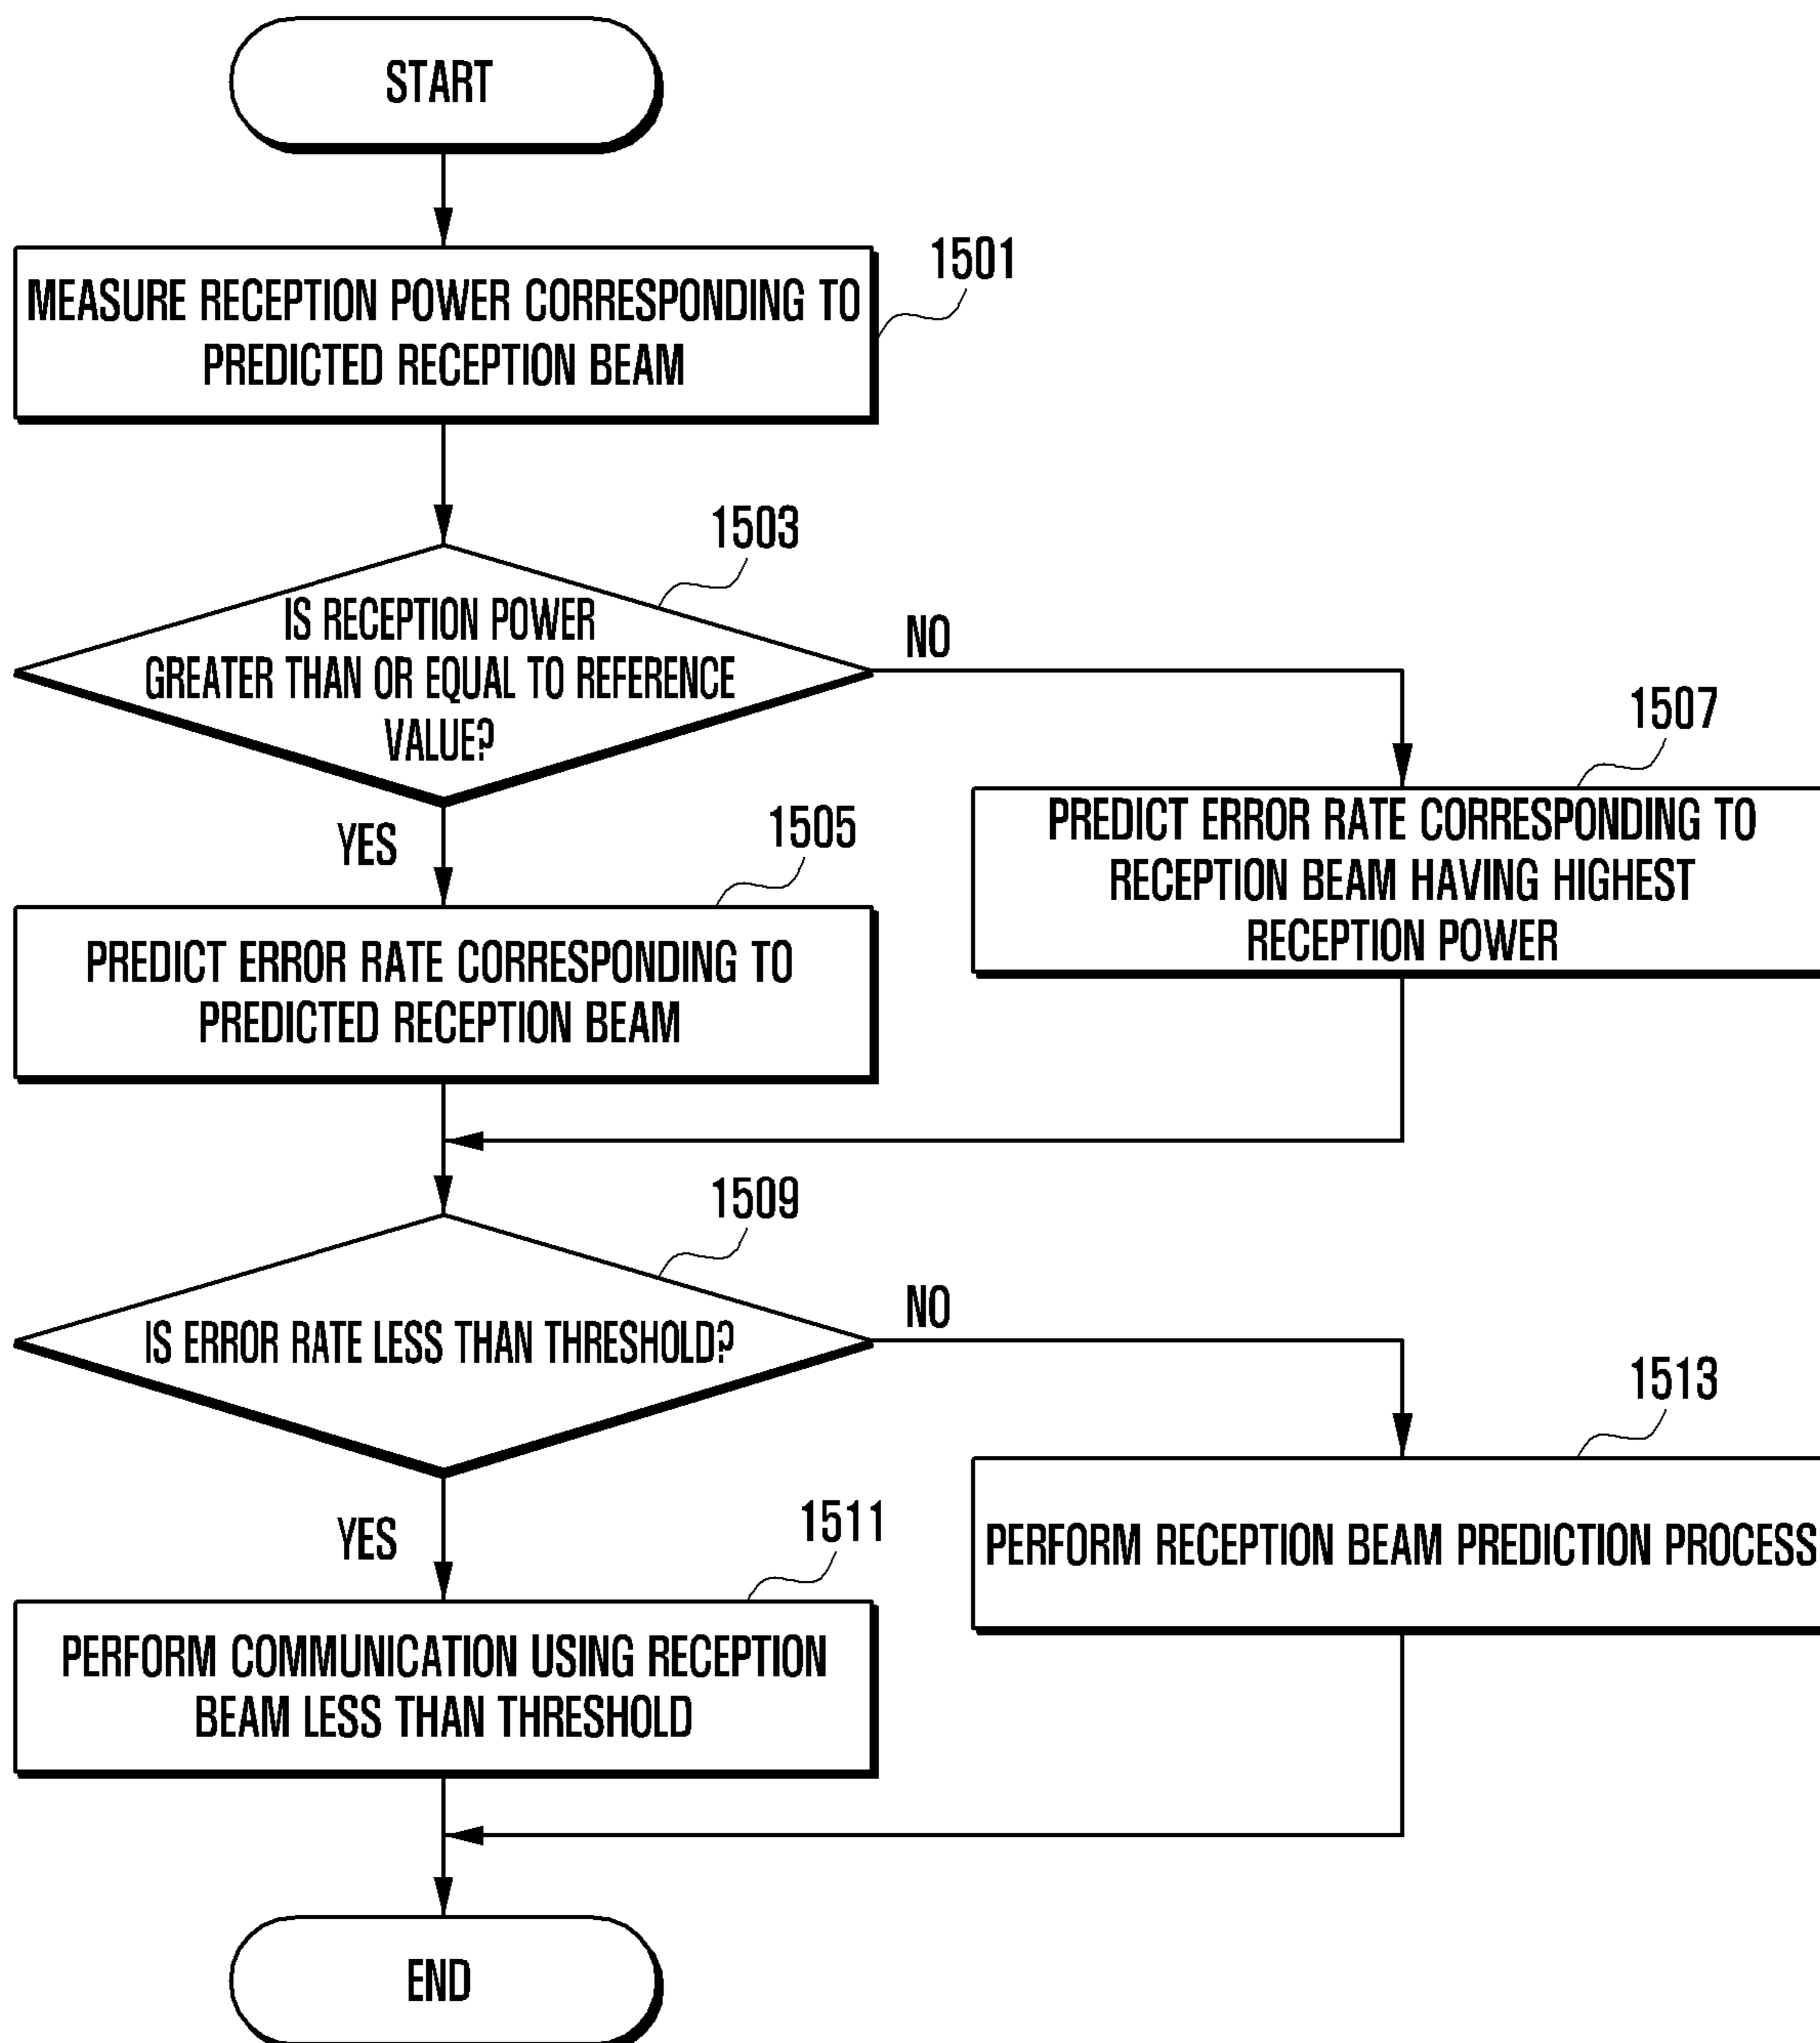 START
1501
MEASURE RECEPTION POWER CORRESPONDING TO
PREDICTED RECEPTION BEAM
1503
IS RECEPTION POWER
GREATER THAN OR EQUAL TO REFERENCE
VALUE?
NO
YES
1507
PREDICT ERROR RATE CORRESPONDING TO
RECEPTION BEAM HAVING HIGHEST
RECEPTION POWER
1505
PREDICT ERROR RATE CORRESPONDING TO
PREDICTED RECEPTION BEAM
1509
IS ERROR RATE LESS THAN THRESHOLD?
NO
YES
1513
PERFORM RECEPTION BEAM PREDICTION PROCESS
1511
PERFORM COMMUNICATION USING RECEPTION
BEAM LESS THAN THRESHOLD
END